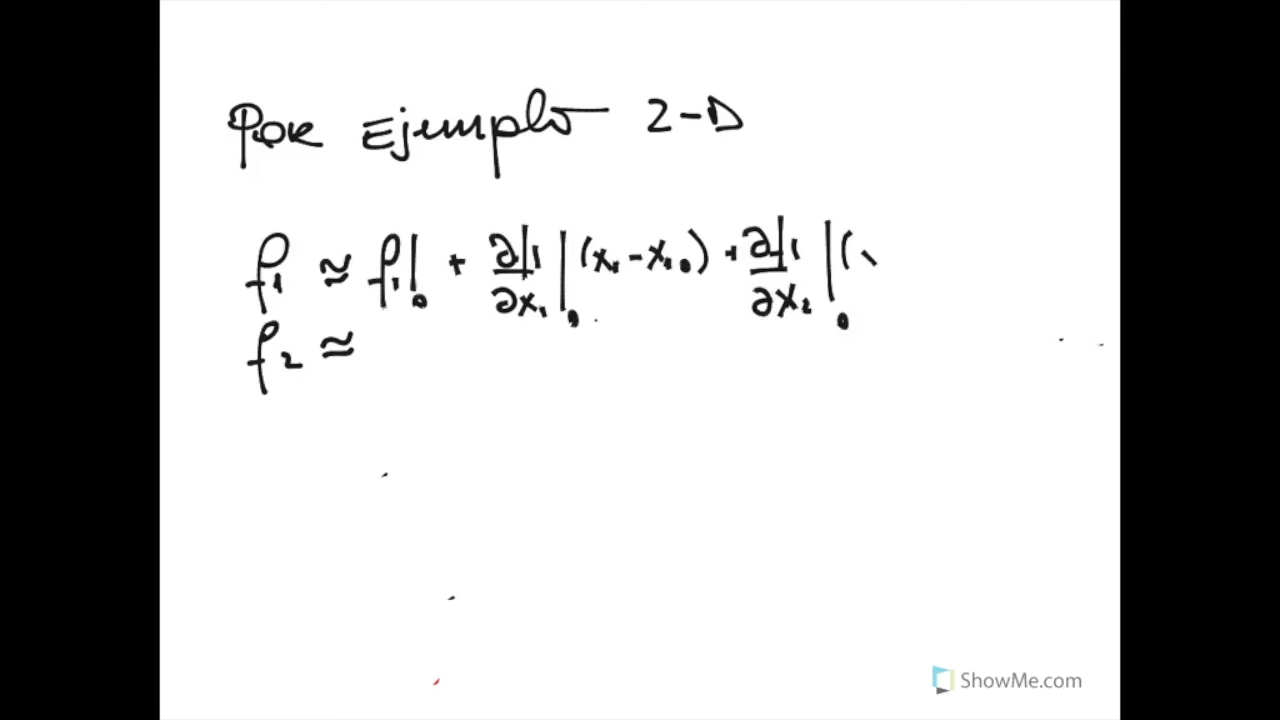 Por Ejemplo 2-D
f₁ ≈ f₁|₀ + ∂f₁/∂x₁|₀ (x₁ - x₁₀) + ∂f₁/∂x₂|₀ (
f₂ ≈
ShowMe.com